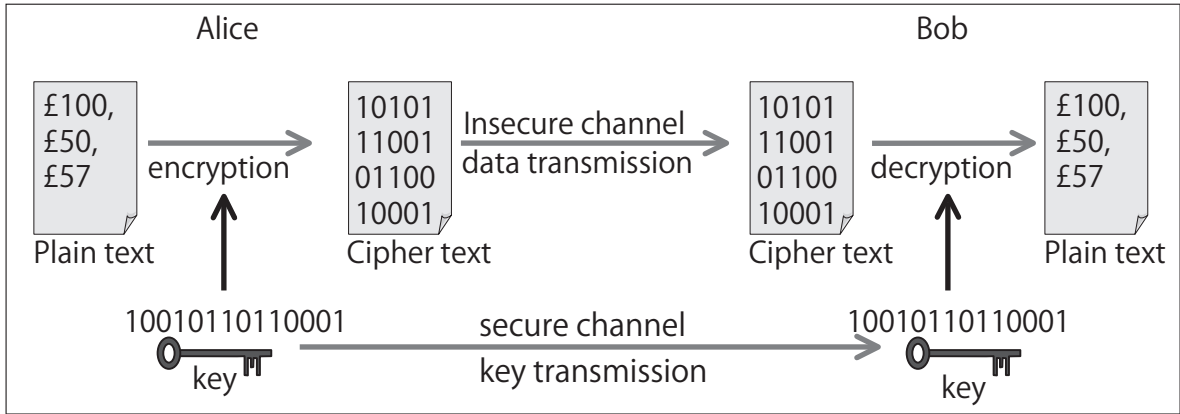 Alice
Bob
£100,
£50,
£57
Plain text
encryption
10101
11001
01100
10001
Cipher text
Insecure channel
data transmission
10101
11001
01100
10001
Cipher text
decryption
£100,
£50,
£57
Plain text
10010110110001
key
secure channel
key transmission
10010110110001
key